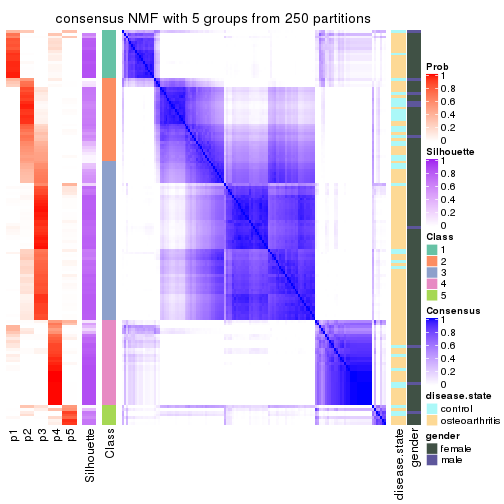 consensus NMF with 5 groups from 250 partitions
Prob
1
0.8
0.6
0.4
0.2
0
Silhouette
1
0.8
0.6
0.4
0.2
0
Class
1
2
3
4
5
Consensus
1
0.8
0.6
0.4
0.2
0
disease.state
control
osteoarthritis
gender
female
male
p1
p2
p3
p4
p5
Silhouette
Class
disease.state
gender